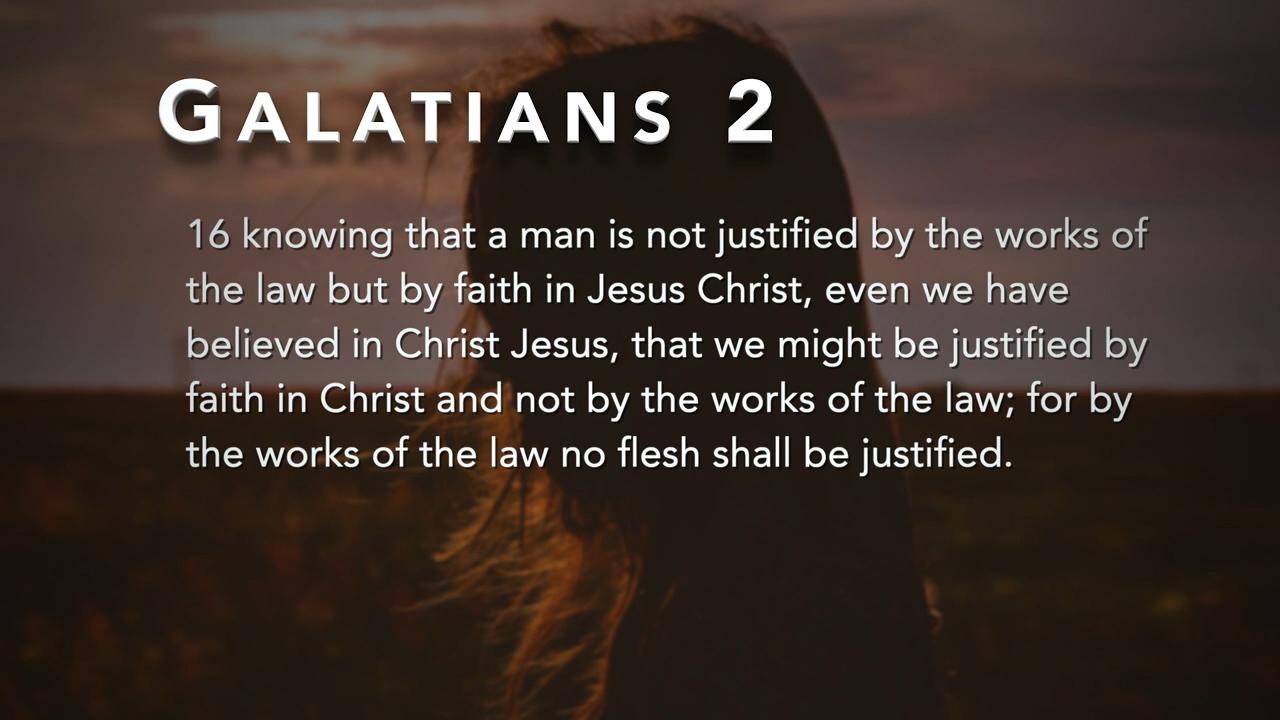 Galatians 2
16 knowing that a man is not justified by the works of
the law but by faith in Jesus Christ, even we have
believed in Christ Jesus, that we might be justified by
faith in Christ and not by the works of the law; for by
the works of the law no flesh shall be justified.